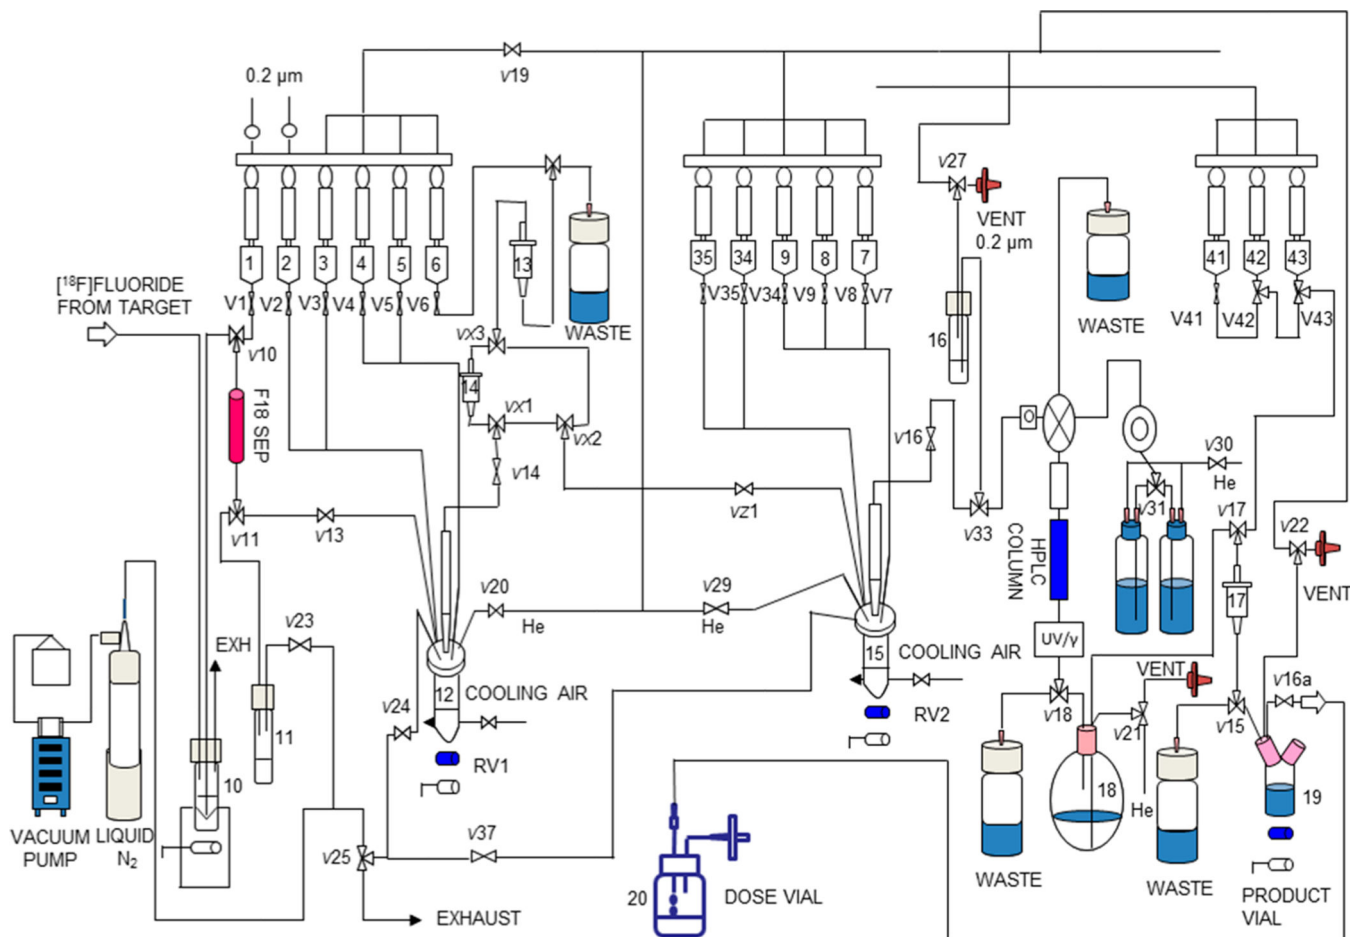 0.2 µm
v19
v27
VENT
0.2 µm
1
2
3
4
5
6
13
35
34
9
8
7
41
42
43
[18F]FLUORIDE
FROM TARGET
V1
V2
V3
V4
V5
V6
WASTE
V35
V34
V9
V8
V7
WASTE
V41
V42
V43
v10
vx3
16
14
F18 SEP
vx1
vx2
v16
v14
v30
He
v31
v17
v22
v11
v13
vz1
v33
HPLC
COLUMN
VENT
17
v20
He
v29
He
v23
EXH
UV/γ
12
COOLING AIR
15
COOLING AIR
VENT
v16a
v24
11
RV1
RV2
v18
v21
v15
10
18
He
19
VACUUM
PUMP
LIQUID
N2
v25
v37
20
DOSE VIAL
WASTE
WASTE
PRODUCT
VIAL
EXHAUST